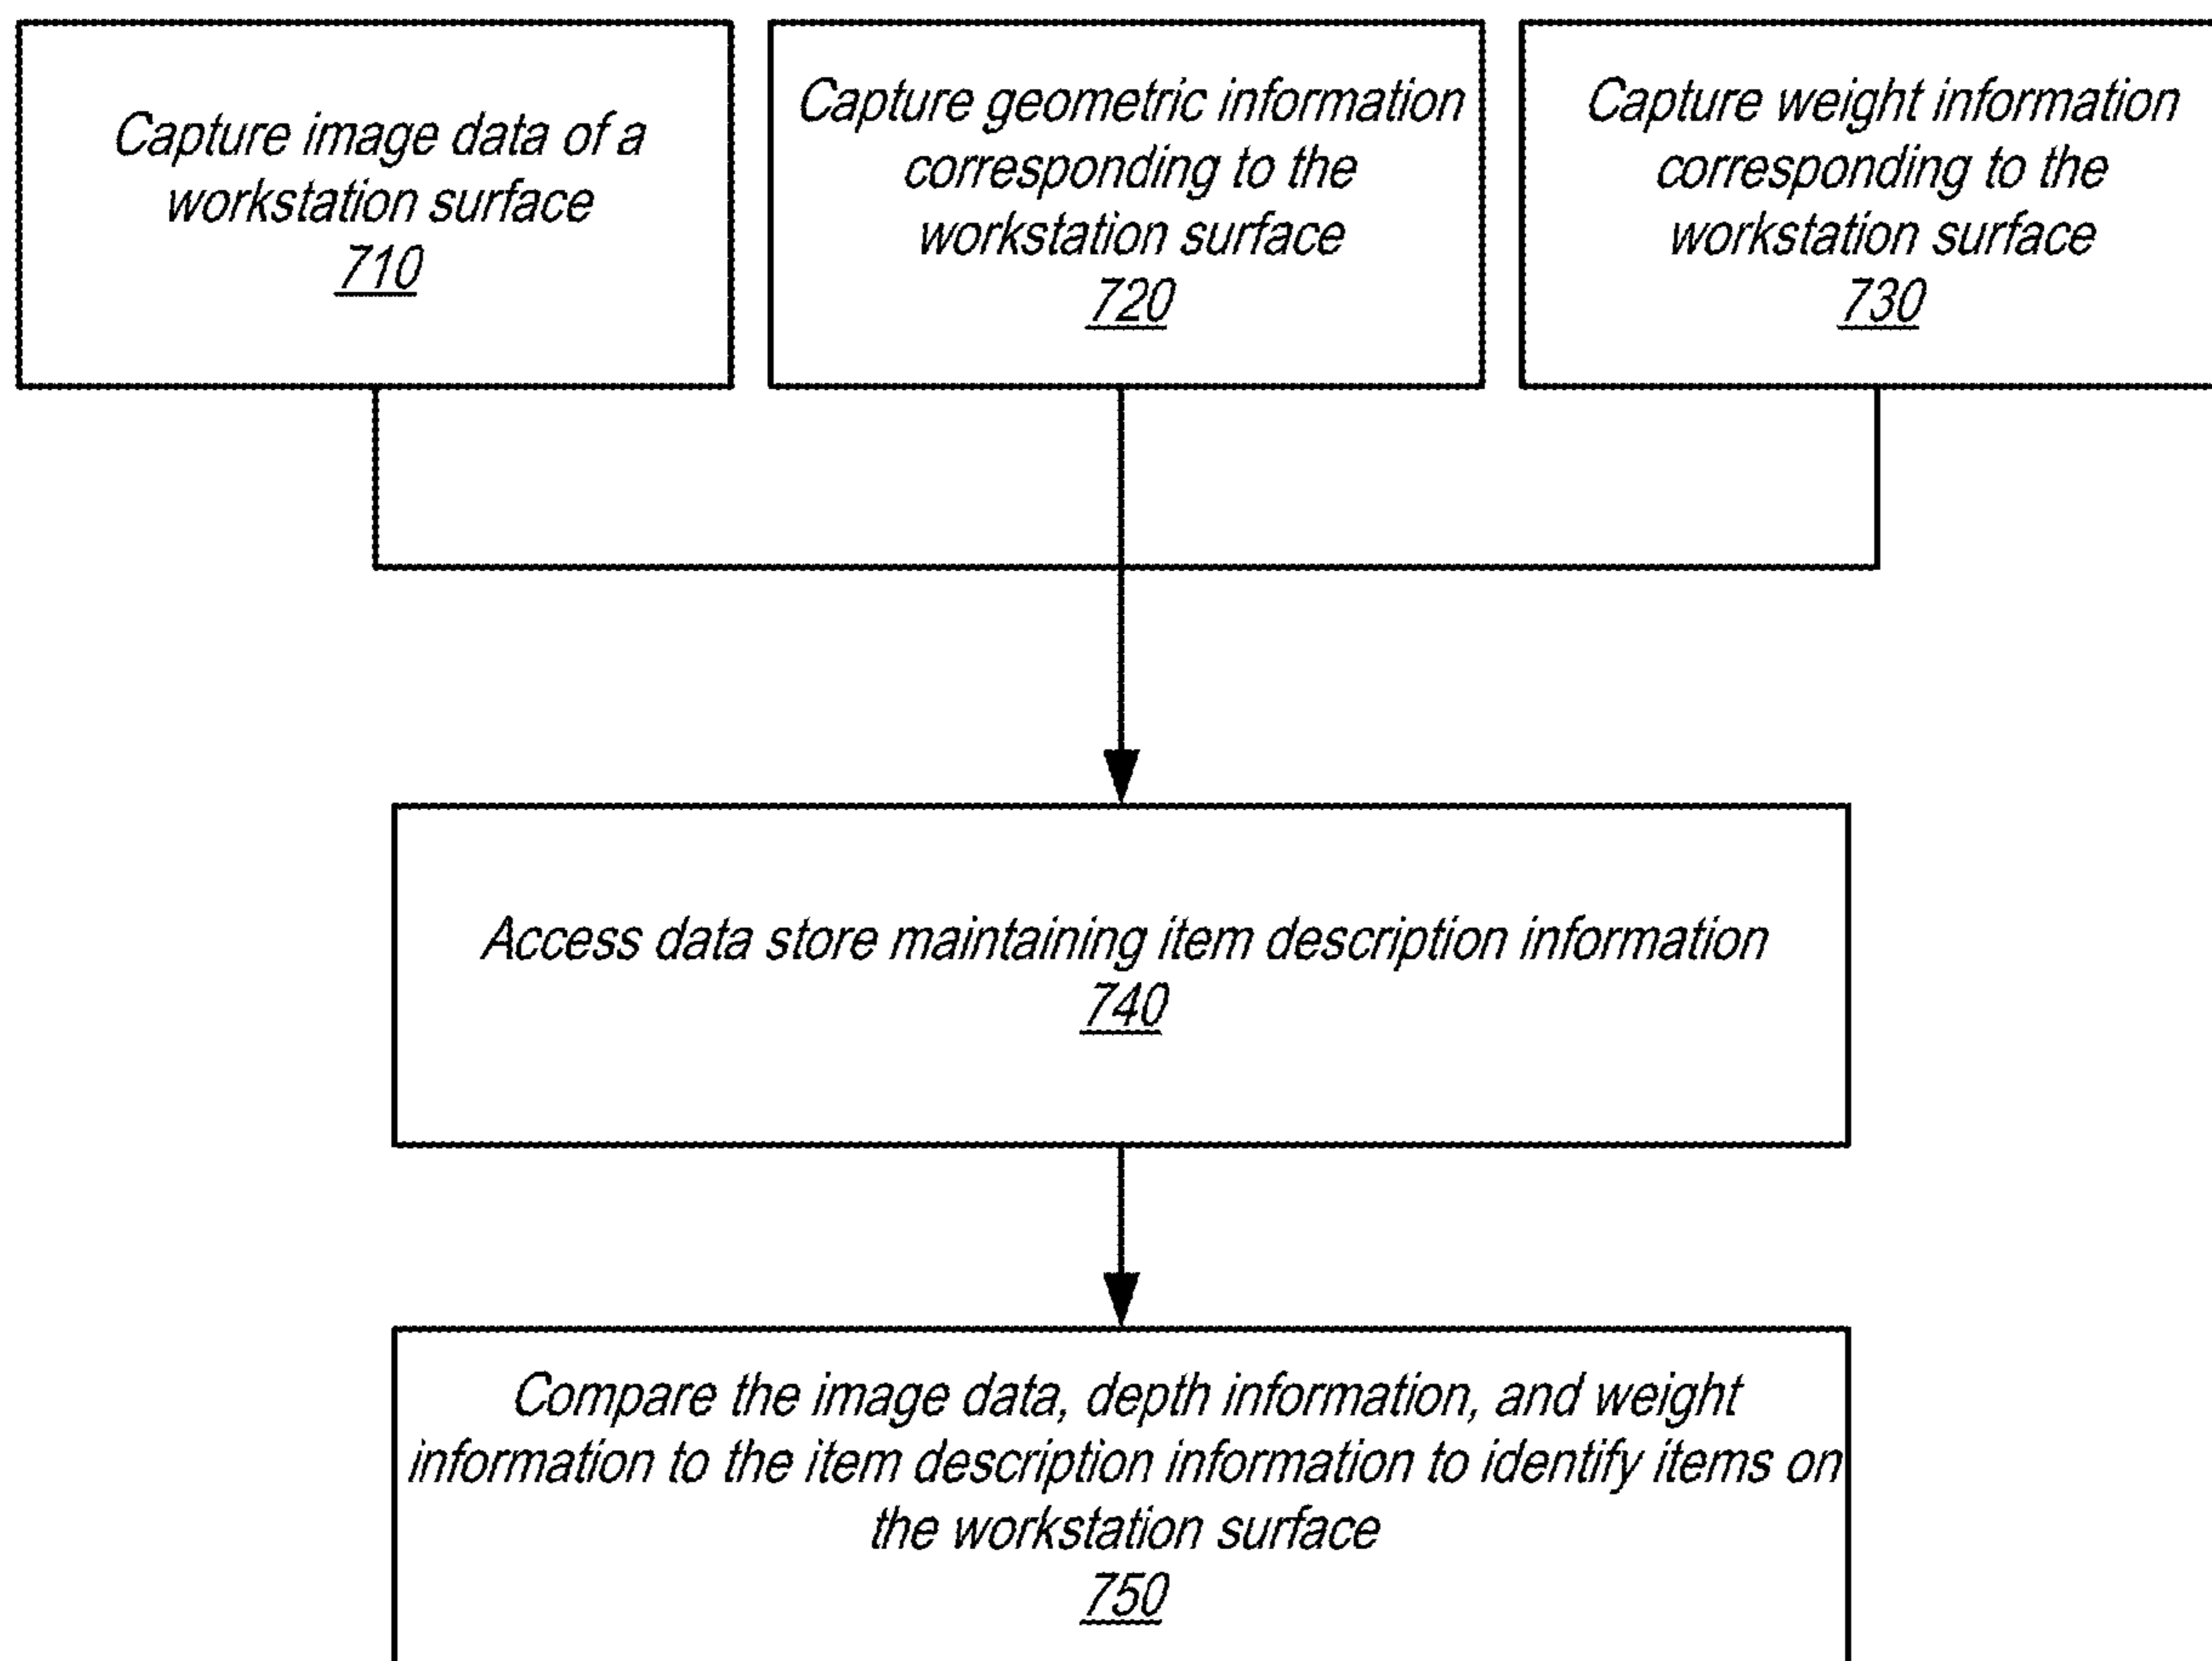 Capture image data of a
workstation surface
710
Capture geometric information
corresponding to the
workstation surface
720
Capture weight information
corresponding to the
workstation surface
730
Access data store maintaining item description information
740
Compare the image data, depth information, and weight
information to the item description information to identify items on
the workstation surface
750